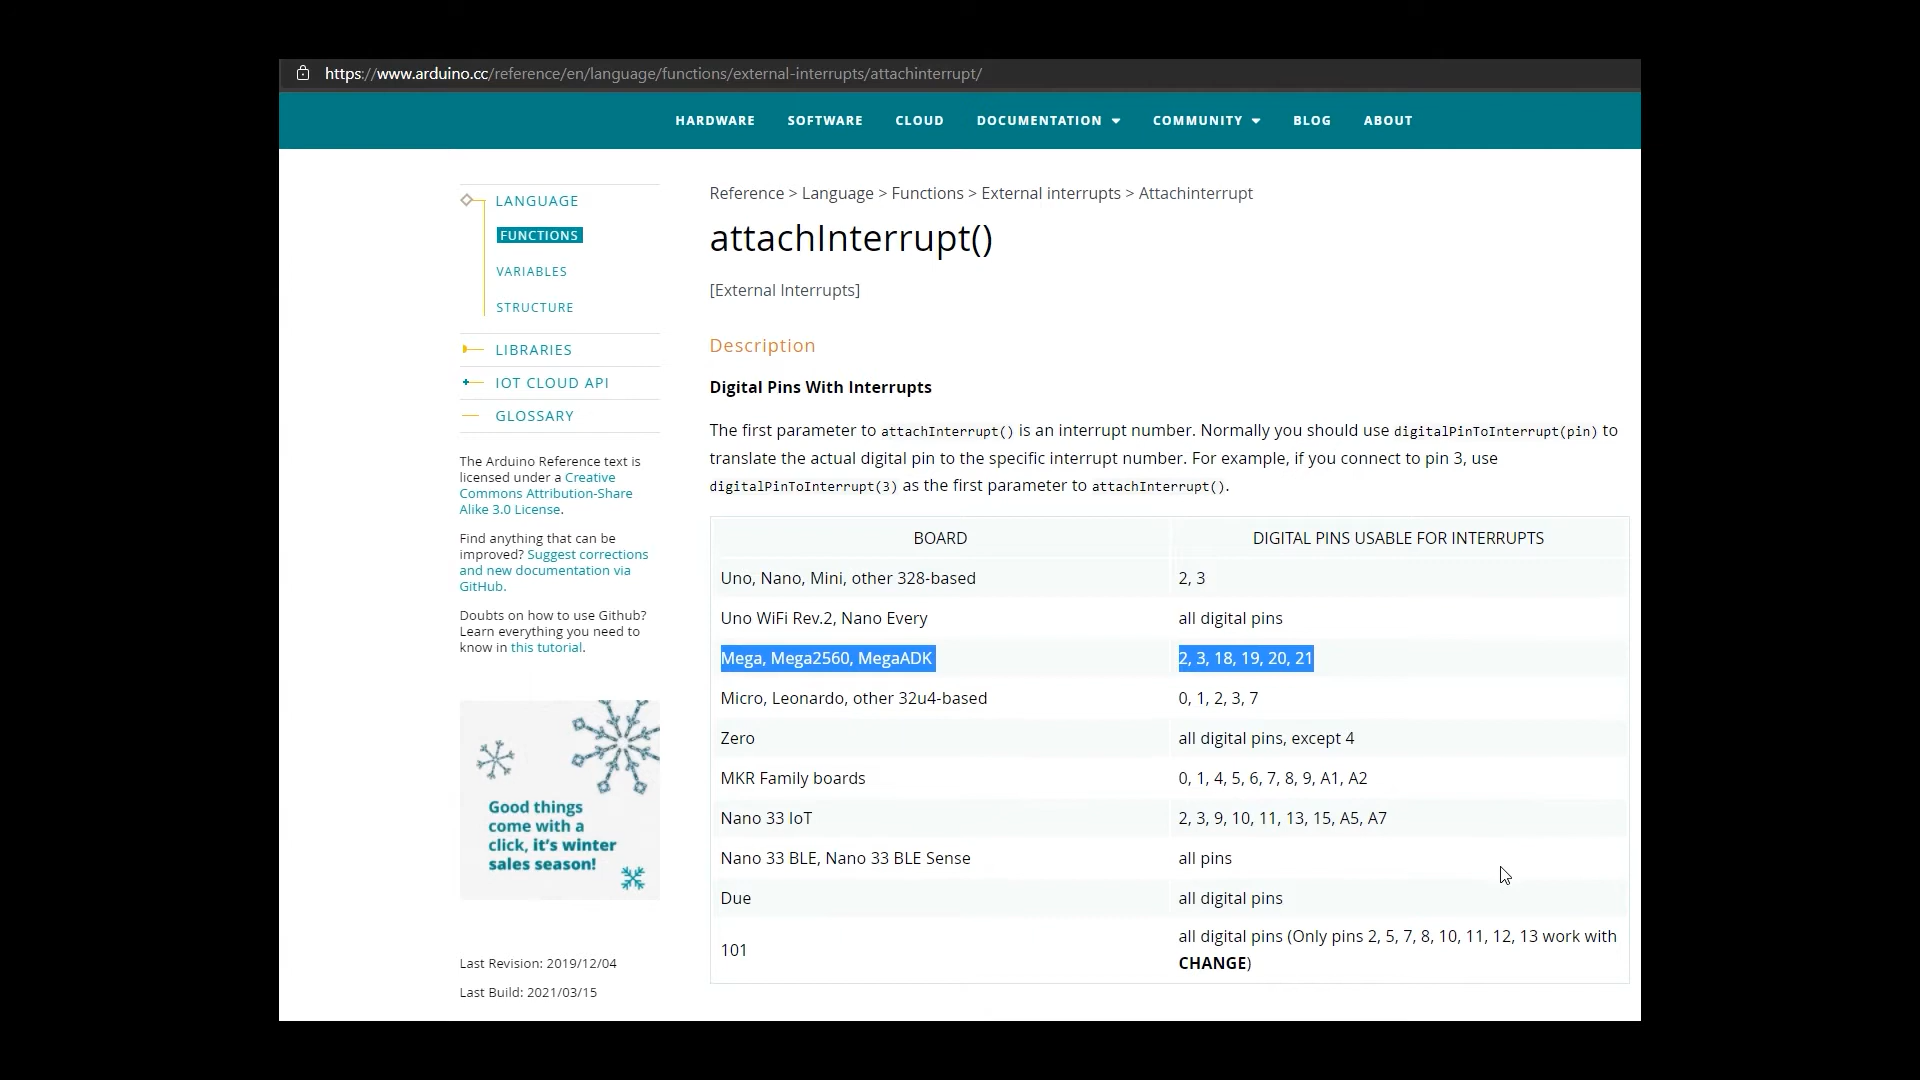 https://www.arduino.cc/reference/en/language/functions/external-interrupts/attachinterrupt/
HARDWARE SOFTWARE CLOUD DOCUMENTATION COMMUNITY BLOG ABOUT
LANGUAGE
FUNCTIONS
VARIABLES
STRUCTURE
LIBRARIES
IOT CLOUD API
GLOSSARY
The Arduino Reference text is
licensed under a Creative
Commons Attribution-Share
Alike 3.0 License.
Find anything that can be
improved? Suggest corrections
and new documentation via
GitHub.
Doubts on how to use Github?
Learn everything you need to
know in this tutorial.
Good things
come with a
click, it's winter
sales season!
Last Revision: 2019/12/04
Last Build: 2021/03/15
Reference > Language > Functions > External interrupts > Attachinterrupt
attachInterrupt()
[External Interrupts]
Description
Digital Pins With Interrupts
The first parameter to attachInterrupt() is an interrupt number. Normally you should use digitalPinToInterrupt(pin) to
translate the actual digital pin to the specific interrupt number. For example, if you connect to pin 3, use
digitalPinToInterrupt(3) as the first parameter to attachInterrupt().
BOARD DIGITAL PINS USABLE FOR INTERRUPTS
Uno, Nano, Mini, other 328-based 2, 3
Uno WiFi Rev.2, Nano Every all digital pins
Mega, Mega2560, MegaADK 2, 3, 18, 19, 20, 21
Micro, Leonardo, other 32u4-based 0, 1, 2, 3, 7
Zero all digital pins, except 4
MKR Family boards 0, 1, 4, 5, 6, 7, 8, 9, A1, A2
Nano 33 IoT 2, 3, 9, 10, 11, 13, 15, A5, A7
Nano 33 BLE, Nano 33 BLE Sense all pins
Due all digital pins
101 all digital pins (Only pins 2, 5, 7, 8, 10, 11, 12, 13 work with
CHANGE)